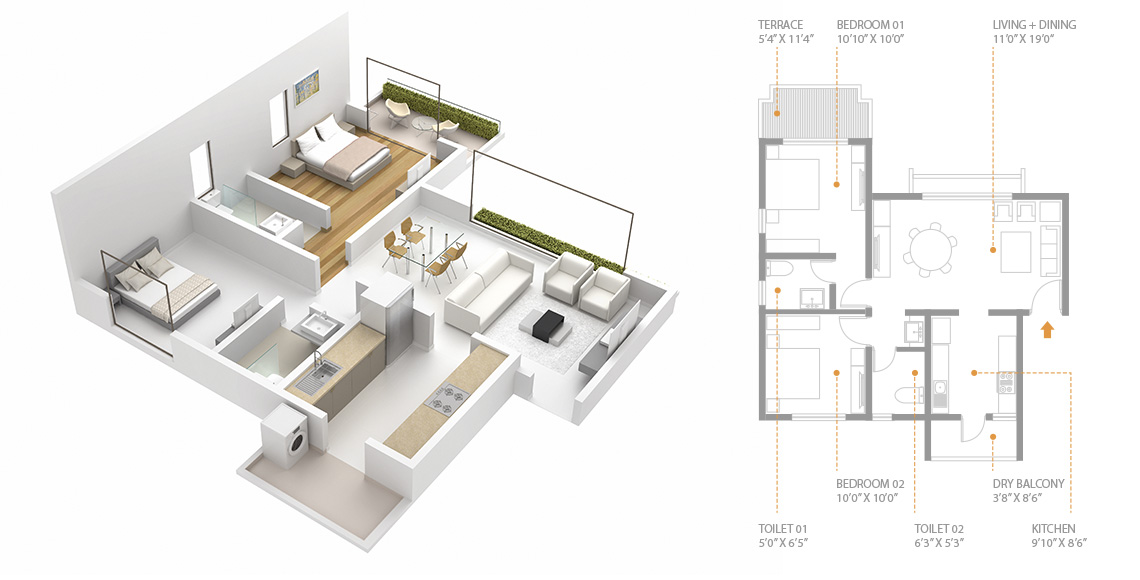 TERRACE
5'4" X 11'4"
BEDROOM 01
10'10" X 10'0"
LIVING + DINING
11'0" X 19'0"
BEDROOM 02
10'0" X 10'0"
DRY BALCONY
3'8" X 8'6"
TOILET 01
5'0" X 6'5"
TOILET 02
6'3" X 5'3"
KITCHEN
9'10" X 8'6"